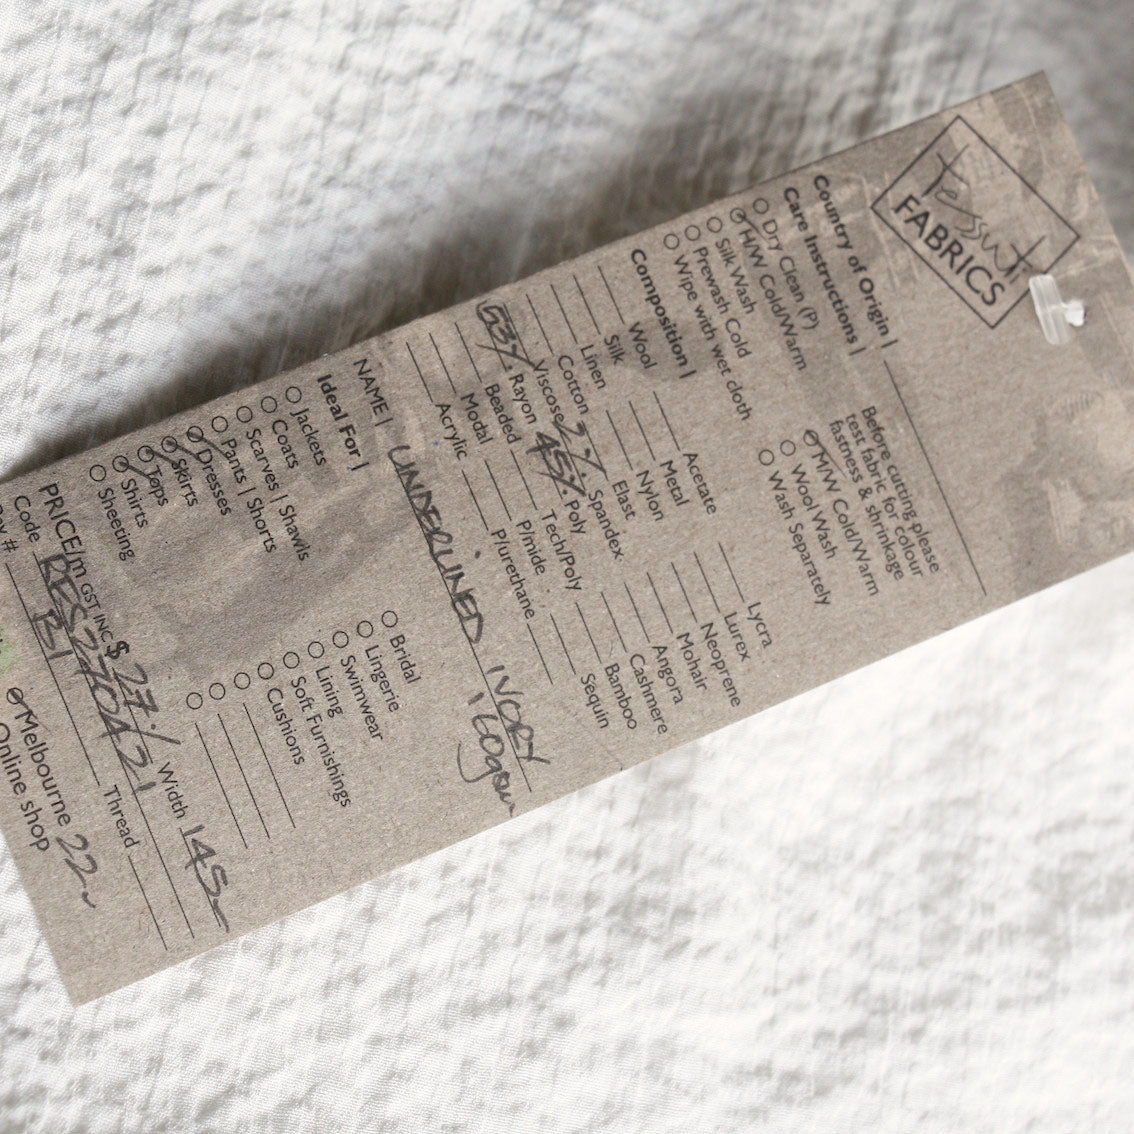 Tessuti
FABRICS
Country of Origin |
Care Instructions |
Dry Clean (P)
H/W Cold/Warm
Silk Wash
Prewash Cold
Wipe with wet cloth
Before cutting please
test fabric for colour
fastness & shrinkage
M/W Cold/Warm
Wool Wash
Wash Separately
Composition |
Wool Acetate Lycra
Silk Metal Lurex
Linen Nylon Neoprene
Cotton Elast Mohair
Viscose 2% Spandex Angora
53% Rayon 45% Poly Cashmere
Beaded Tech/Poly Bamboo
Modal P/mide Sequin
Acrylic P/urethane
NAME | UNDERLINED IVORY
Ideal For |
Jackets
Coats
Scarves | Shawls
Pants | Shorts
Dresses
Skirts
Tops
Shirts
Sheeting
Bridal
Lingerie
Swimwear
Lining
Soft Furnishings
Cushions
PRICE/m GST INC $27 Width 145
Code RES270A21 Thread
B1
Melbourne 22
Online shop